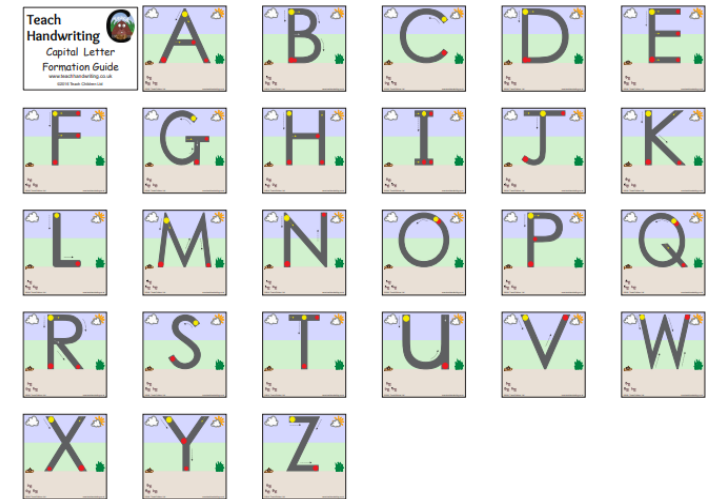 Teach
Handwriting
Capital Letter
Formation Guide
www.teachhandwriting.co.uk
A B C D E
F G H I J K
L M N O P Q
R S T U V W
X Y Z